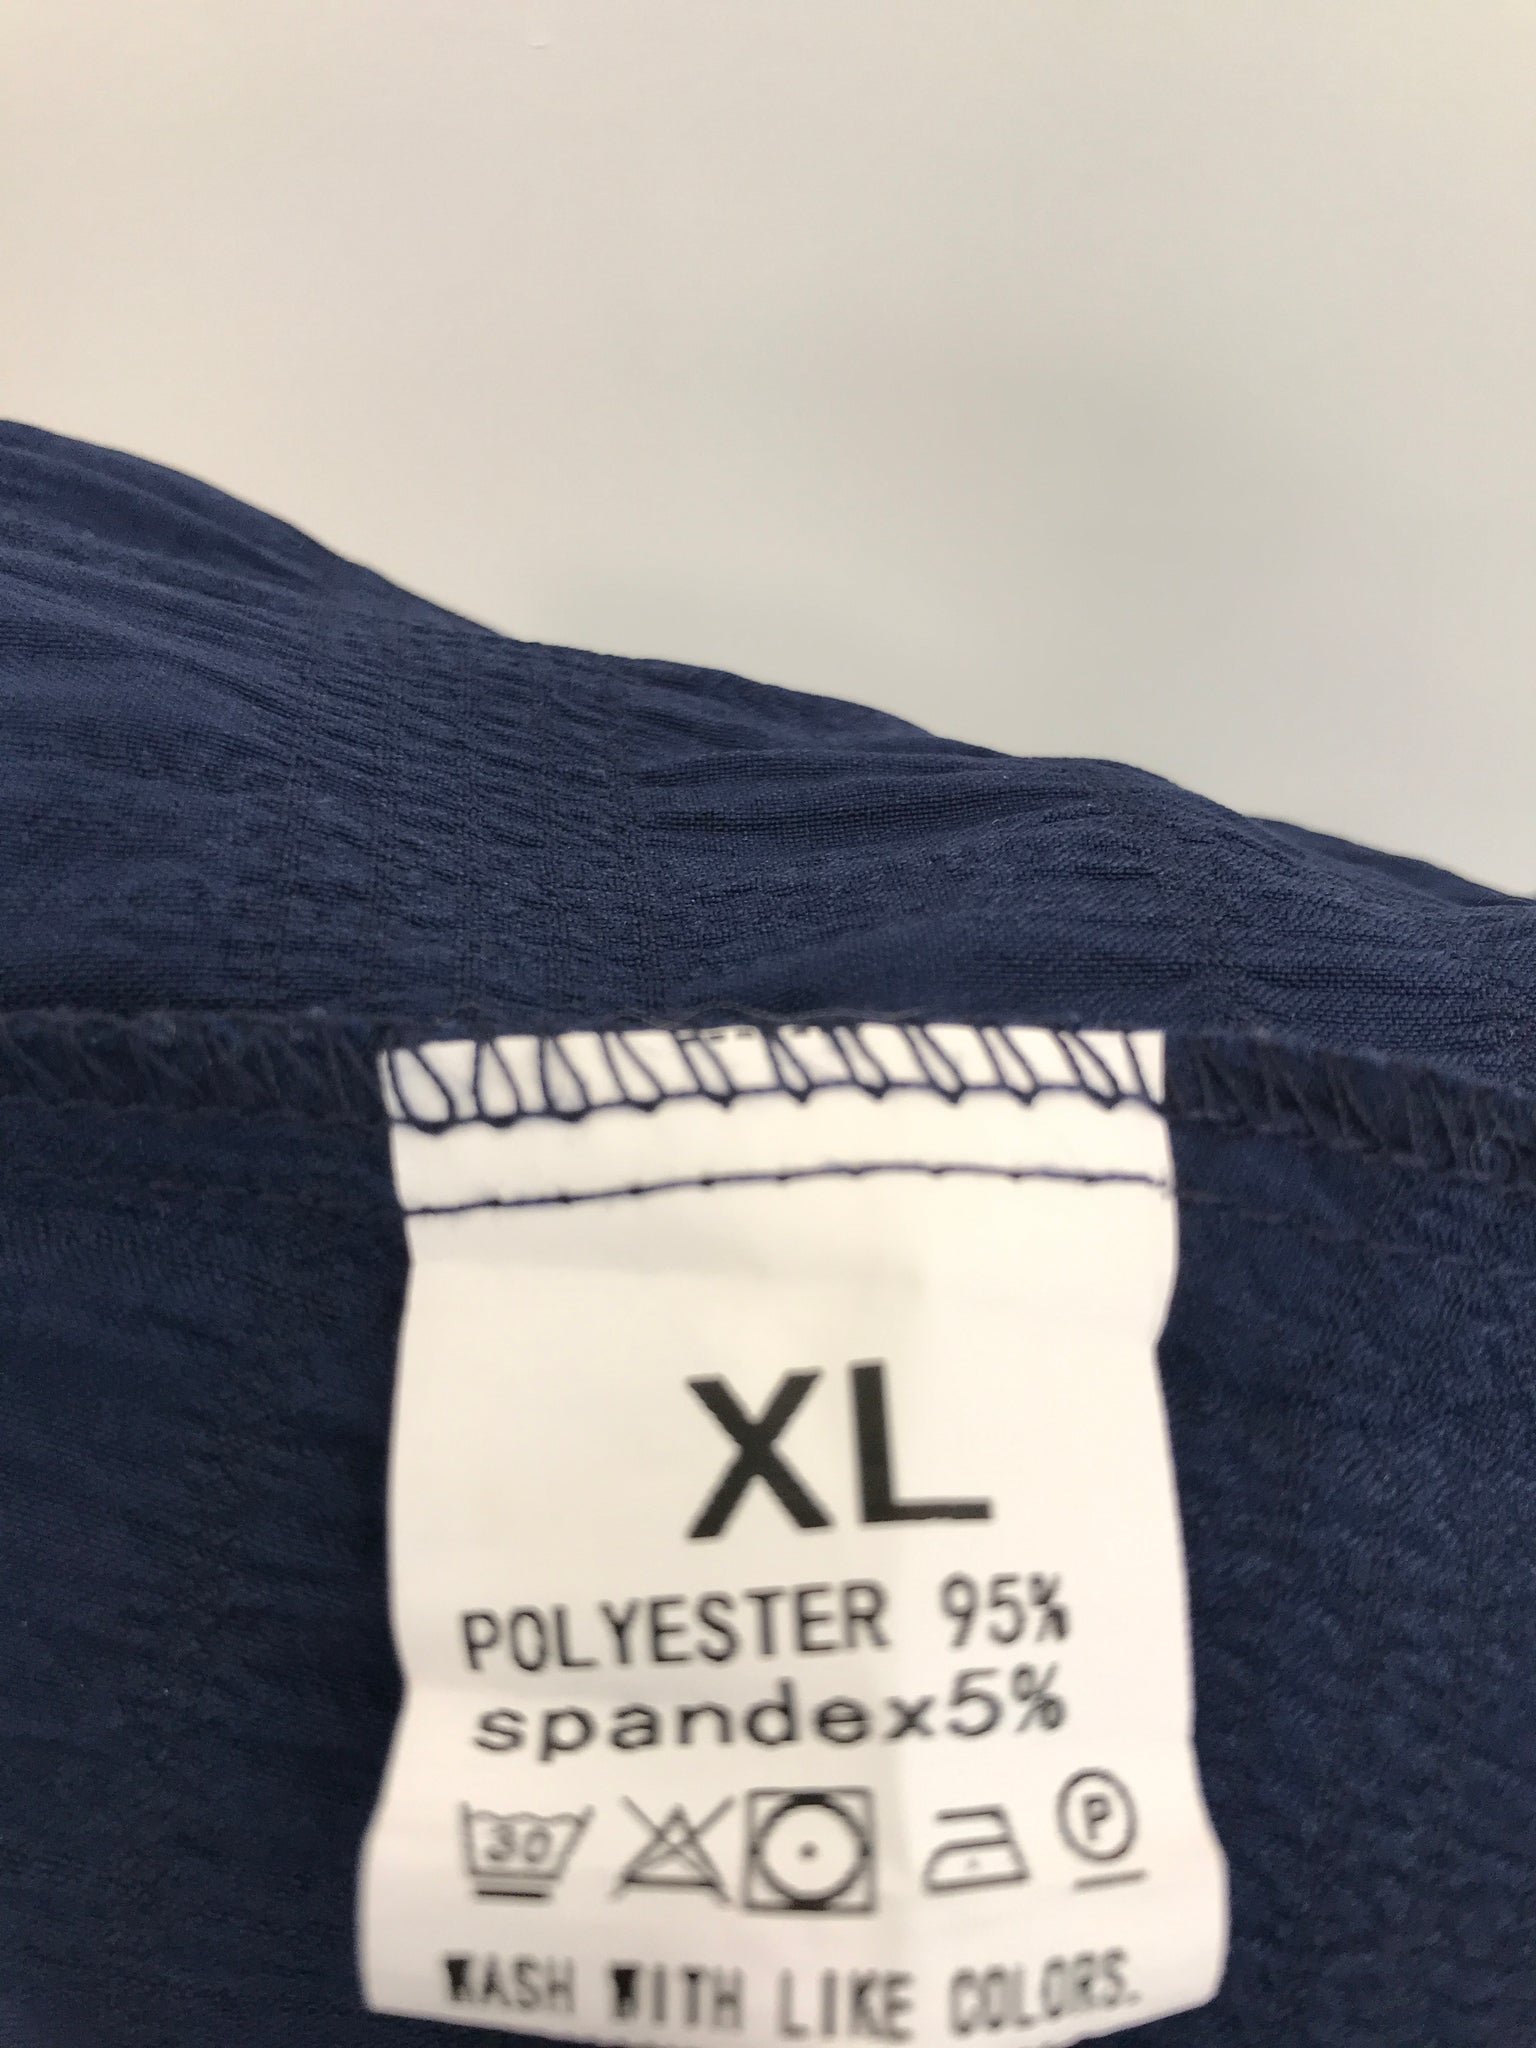 XL
POLYESTER 95%
spandex5%
30 P
WASH WITH LIKE COLORS.